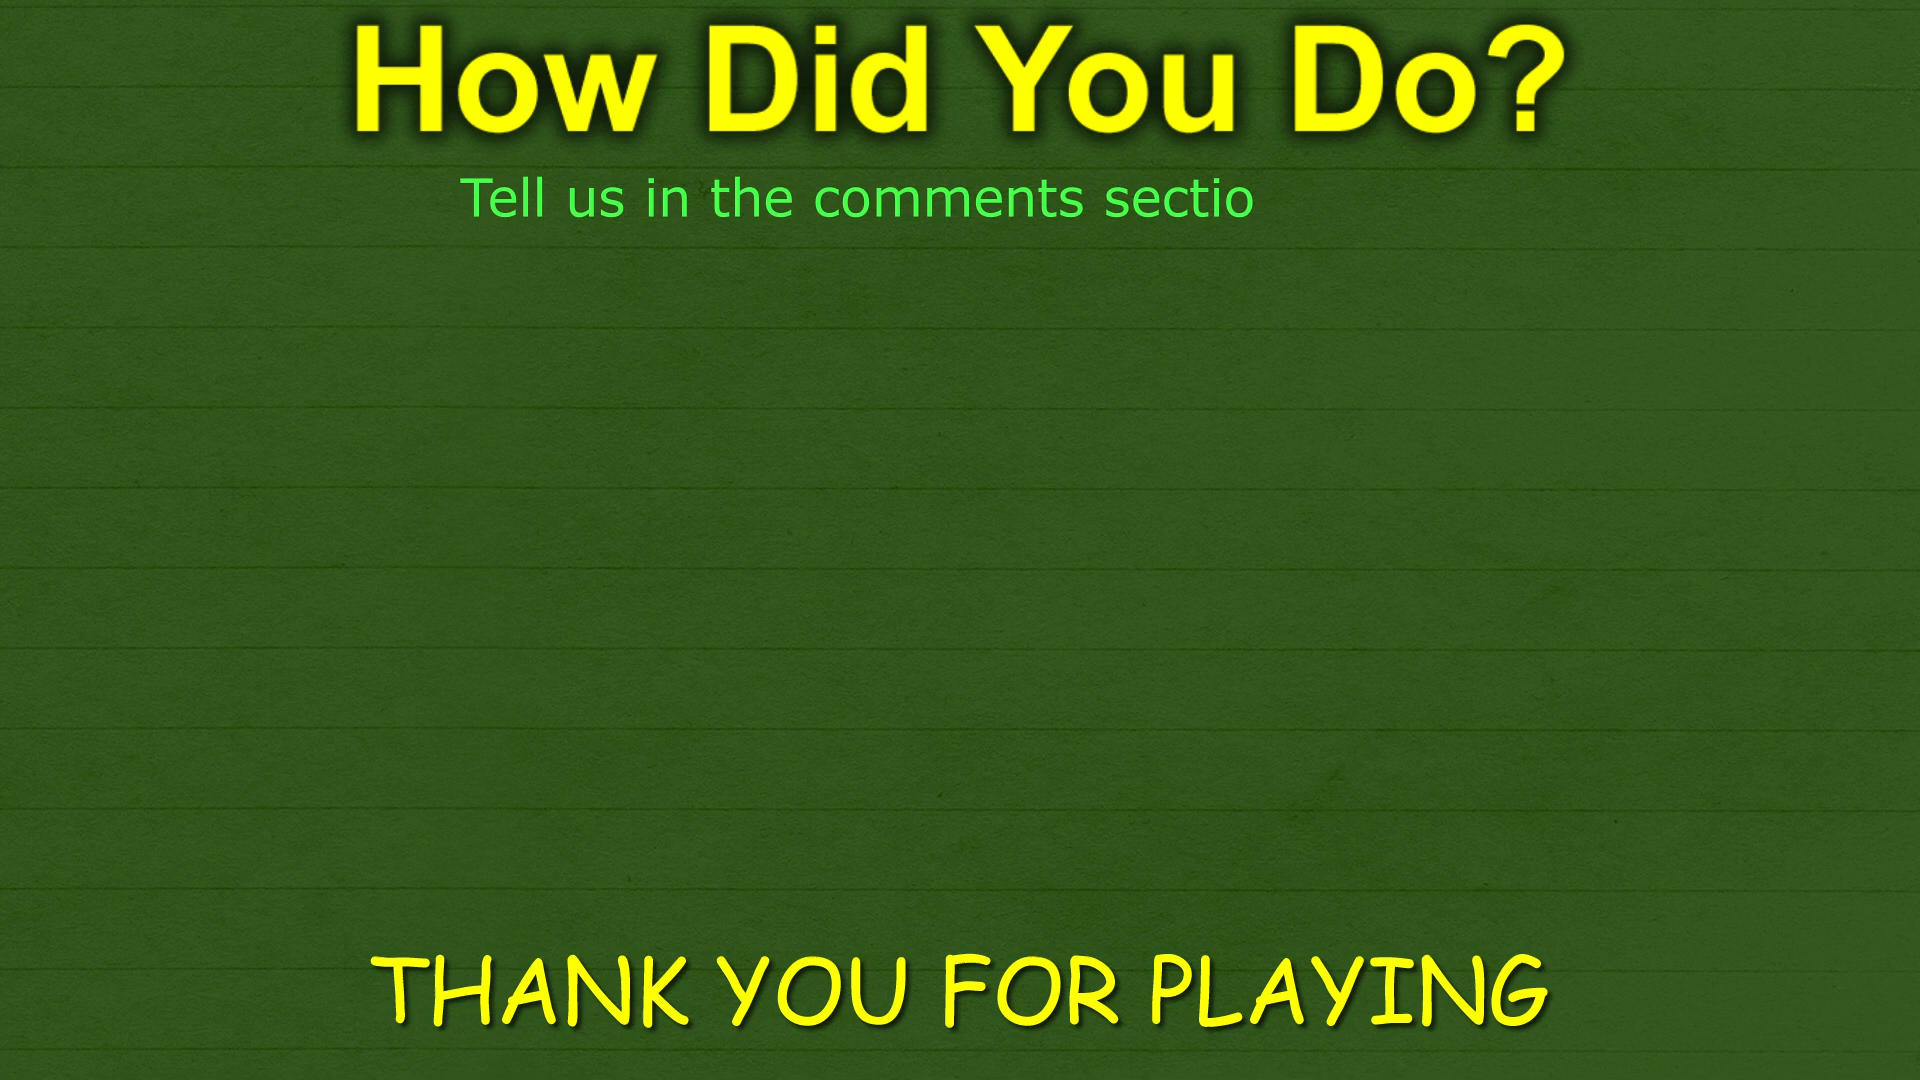 How Did You Do?
Tell us in the comments sectio
THANK YOU FOR PLAYING